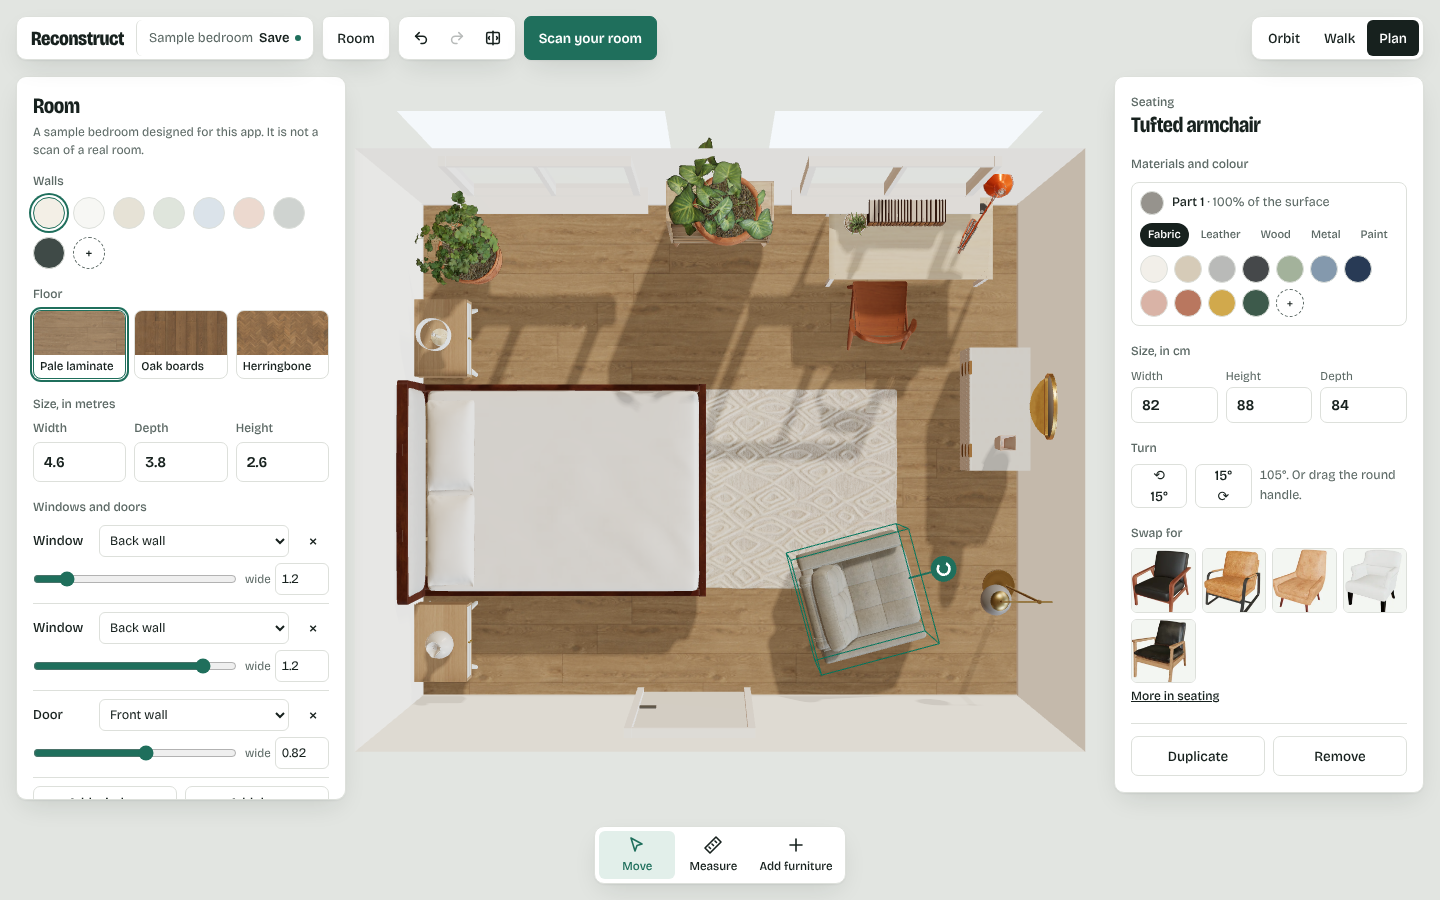 Reconstruct
Sample bedroom Save
Room
Scan your room
Orbit
Walk
Plan
Room
A sample bedroom designed for this app. It is not a
scan of a real room.
Walls
+
Floor
Pale laminate
Oak boards
Herringbone
Size, in metres
Width
Depth
Height
4.6
3.8
2.6
Windows and doors
Window
Back wall
×
wide
1.2
Window
Back wall
×
wide
1.2
Door
Front wall
×
wide
0.82
Seating
Tufted armchair
Materials and colour
Part 1 · 100% of the surface
Fabric
Leather
Wood
Metal
Paint
+
Size, in cm
Width
Height
Depth
82
88
84
Turn
⟲
15°
15°
⟳
105°. Or drag the round
handle.
Swap for
More in seating
Duplicate
Remove
Move
Measure
Add furniture